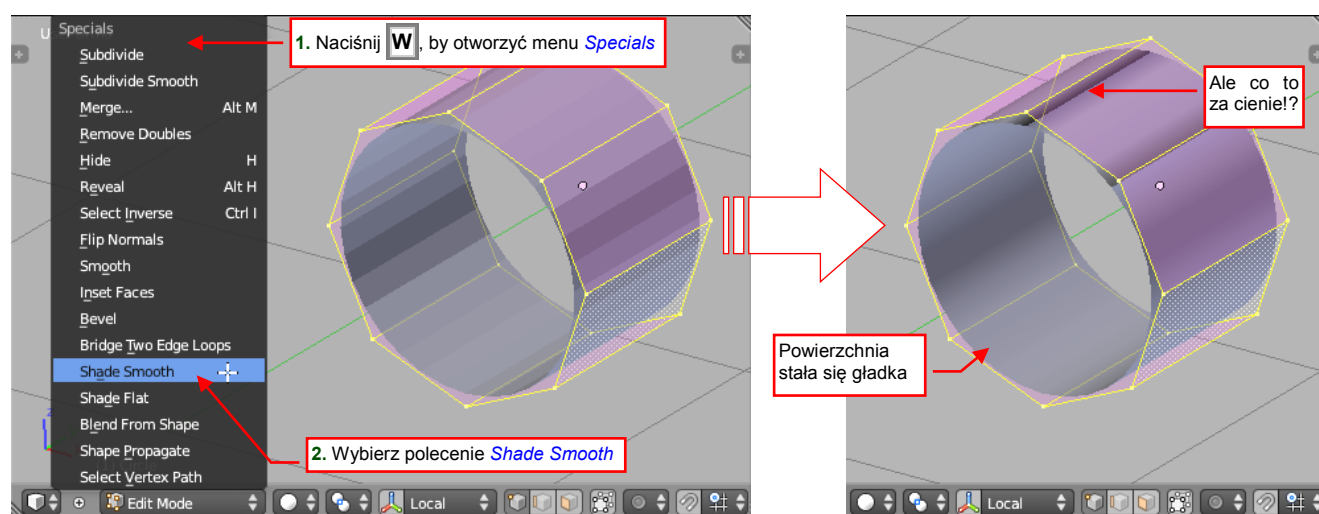 U
Specials
Subdivide
Subdivide Smooth
Merge... Alt M
Remove Doubles
Hide H
Reveal Alt H
Select Inverse Ctrl I
Flip Normals
Smooth
Inset Faces
Bevel
Bridge Two Edge Loops
Shade Smooth
Shade Flat
Blend From Shape
Shape Propagate
Select Vertex Path
1. Naciśnij W, by otworzyć menu Specials
2. Wybierz polecenie Shade Smooth
z
Edit Mode
Local
Ale co to
za cienie!?
Powierzchnia
stała się gładka
Local